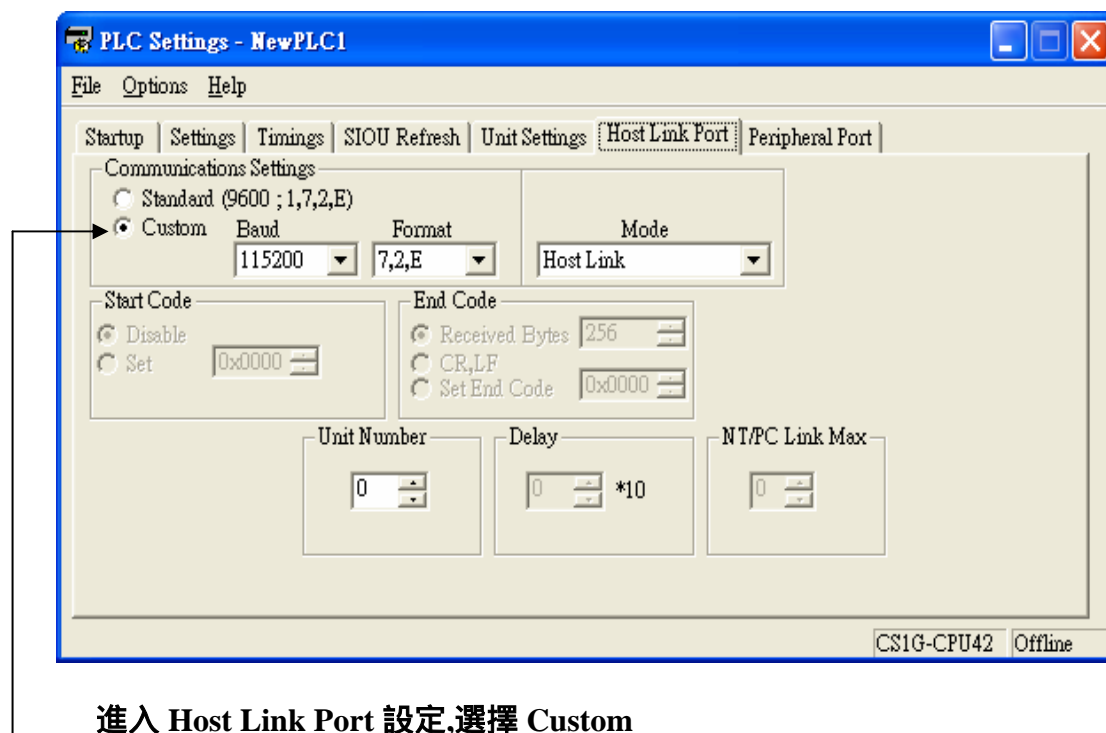 PLC Settings - NewPLC1
File Options Help
Startup Settings Timings SIOU Refresh Unit Settings Host Link Port Peripheral Port
Communications Settings
Standard (9600 ; 1,7,2,E)
Custom Baud Format Mode
115200 7,2,E Host Link
Start Code End Code
Disable Received Bytes 256
Set 0x0000 CR,LF
Set End Code 0x0000
Unit Number Delay NT/PC Link Max
0 0 *10 0
CS1G-CPU42 Offline
進入 Host Link Port 設定,選擇 Custom